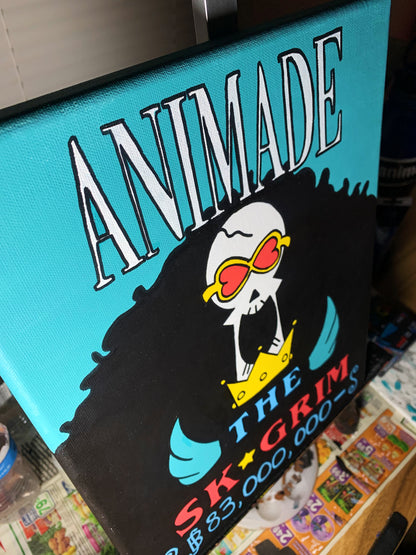 ANIMADE
THE
SK★GRIM
฿83,000,000-